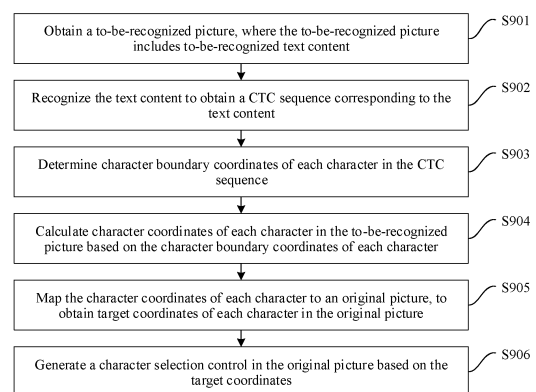 Obtain a to-be-recognized picture, where the to-be-recognized picture
includes to-be-recognized text content
S901
Recognize the text content to obtain a CTC sequence corresponding to the
text content
S902
Determine character boundary coordinates of each character in the CTC
sequence
S903
Calculate character coordinates of each character in the to-be-recognized
picture based on the character boundary coordinates of each character
S904
Map the character coordinates of each character to an original picture, to
obtain target coordinates of each character in the original picture
S905
Generate a character selection control in the original picture based on the
target coordinates
S906